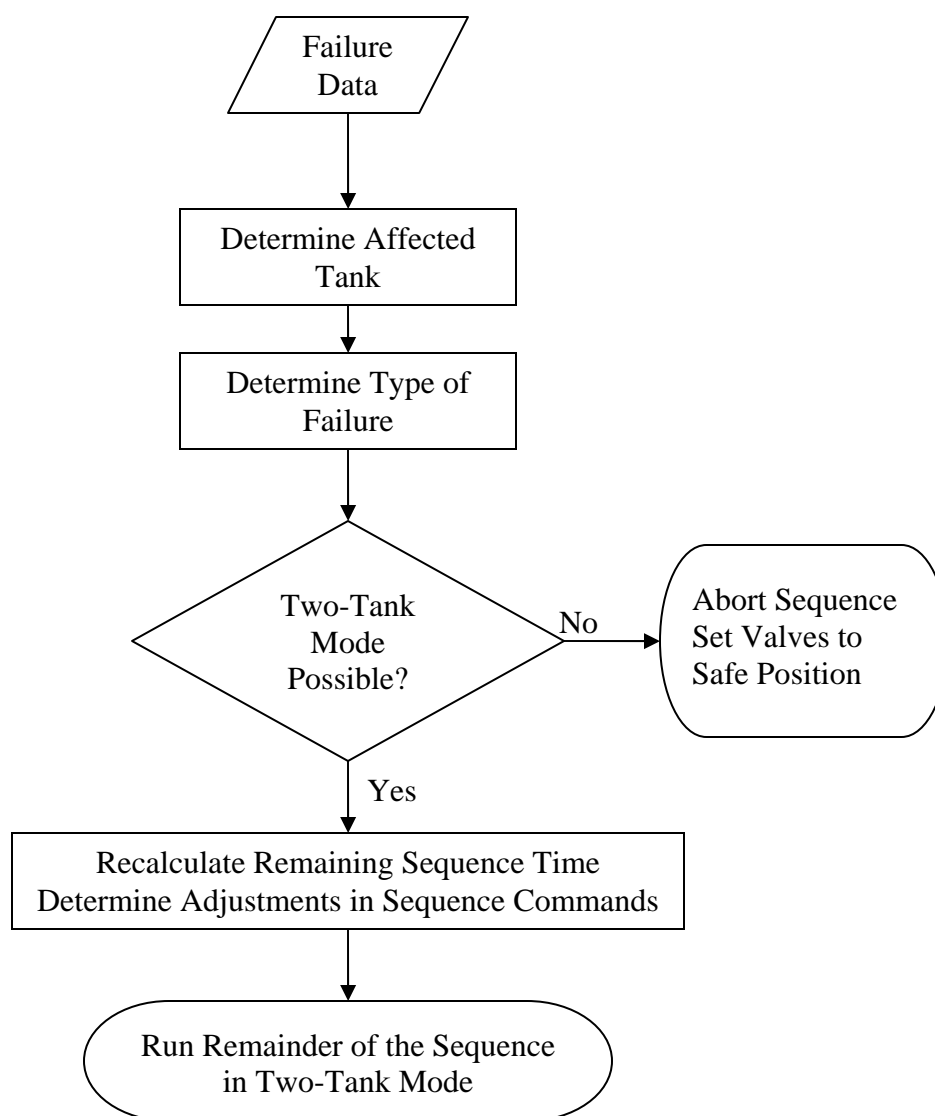 Failure
Data
Determine Affected
Tank
Determine Type of
Failure
Two-Tank
Mode
Possible?
No
Abort Sequence
Set Valves to
Safe Position
Yes
Recalculate Remaining Sequence Time
Determine Adjustments in Sequence Commands
Run Remainder of the Sequence
in Two-Tank Mode